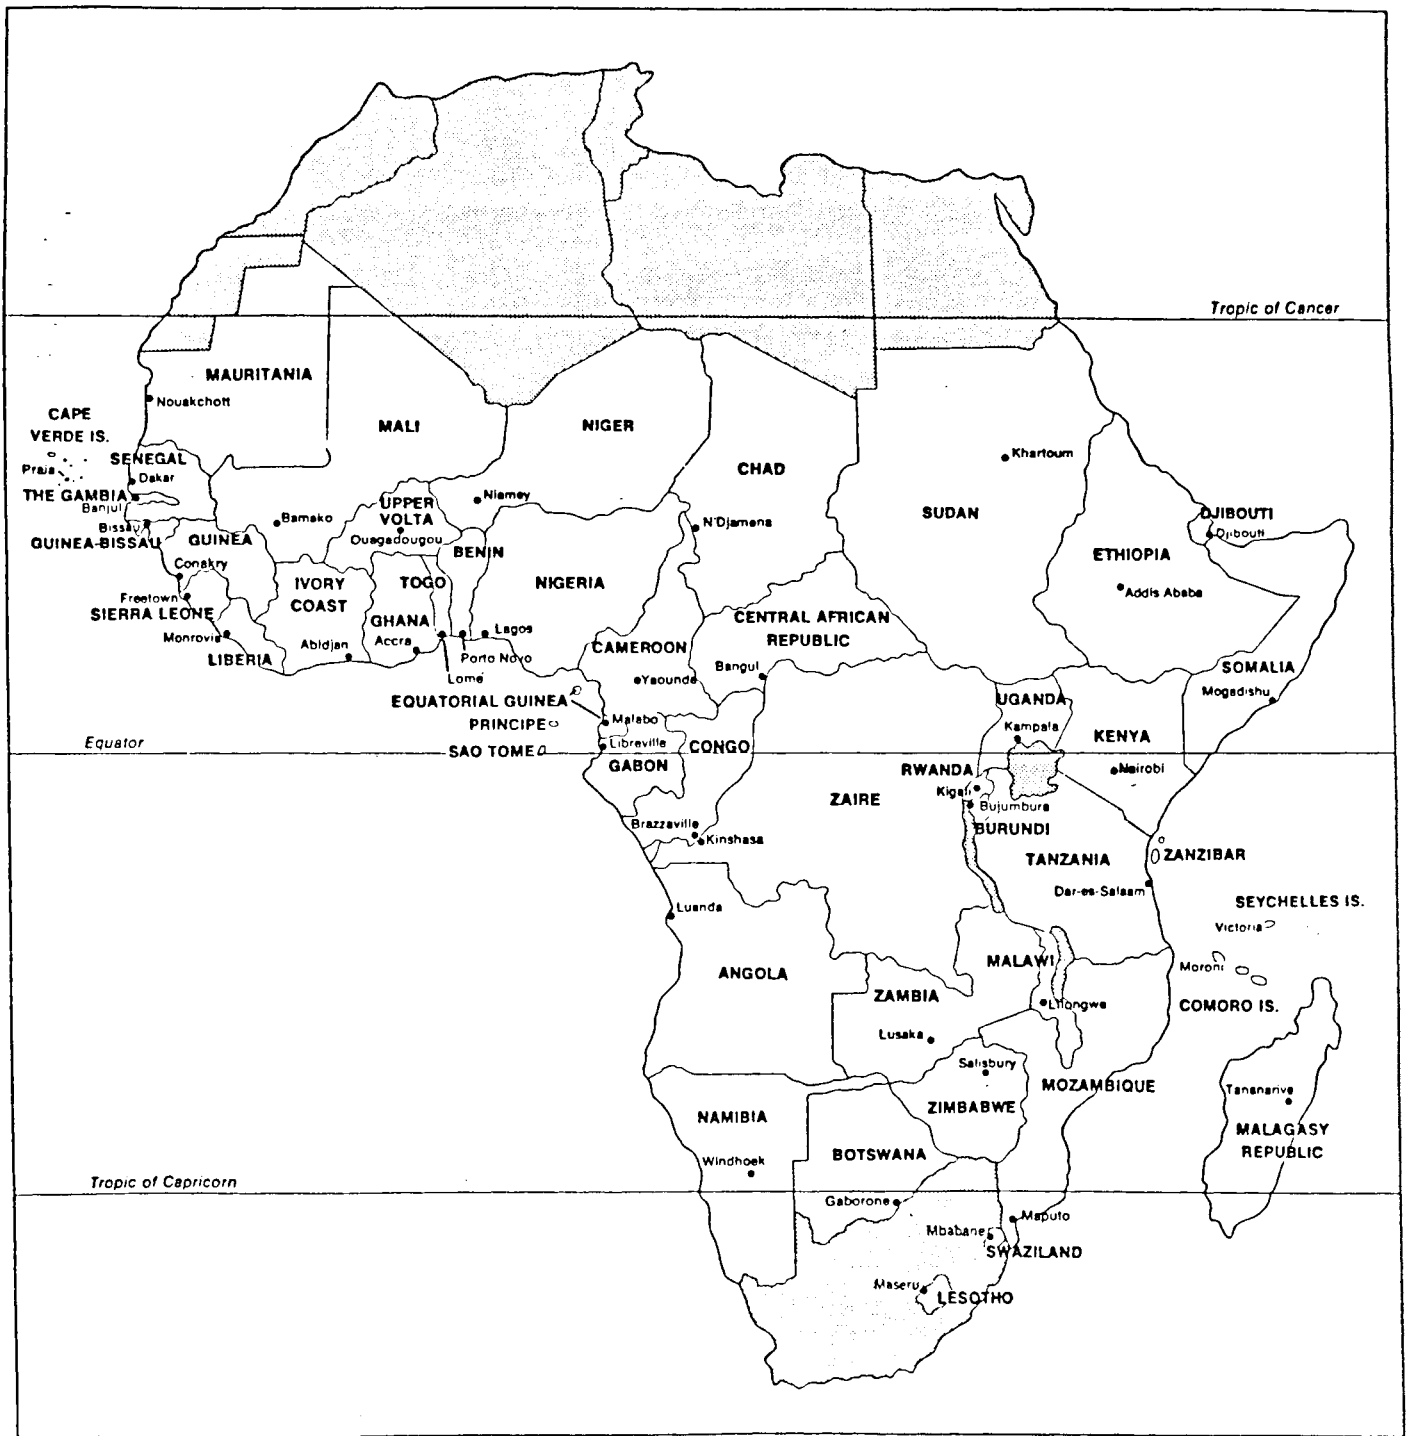 Tropic of Cancer
MAURITANIA
Nouakchott
CAPE
VERDE IS.
Praia
MALI
NIGER
CHAD
Khartoum
SUDAN
SENEGAL
Dakar
THE GAMBIA
Banjul
Bissau
GUINEA-BISSAU
GUINEA
Bamako
UPPER
VOLTA
Ouagadougou
Niamey
N'Djamena
DJIBOUTI
Djibouti
ETHIOPIA
Addis Ababa
BENIN
TOGO
NIGERIA
Conakry
Freetown
SIERRA LEONE
Monrovia
LIBERIA
IVORY
COAST
Abidjan
GHANA
Accra
Lagos
Porto Novo
Lome
CENTRAL AFRICAN
REPUBLIC
Bangui
CAMEROON
Yaounde
SOMALIA
Mogadishu
EQUATORIAL GUINEA
Malabo
PRINCIPE
SAO TOME
Equator
Libreville
GABON
CONGO
UGANDA
Kampala
KENYA
Nairobi
RWANDA
Kigali
Bujumbura
BURUNDI
ZAIRE
Brazzaville
Kinshasa
TANZANIA
ZANZIBAR
Dar-es-Salaam
SEYCHELLES IS.
Victoria
Luanda
ANGOLA
MALAWI
Lilongwe
Moroni
COMORO IS.
ZAMBIA
Lusaka
Salisbury
ZIMBABWE
MOZAMBIQUE
Tananarive
MALAGASY
REPUBLIC
NAMIBIA
Windhoek
BOTSWANA
Tropic of Capricorn
Gaborone
Maputo
Mbabane
SWAZILAND
Maseru
LESOTHO